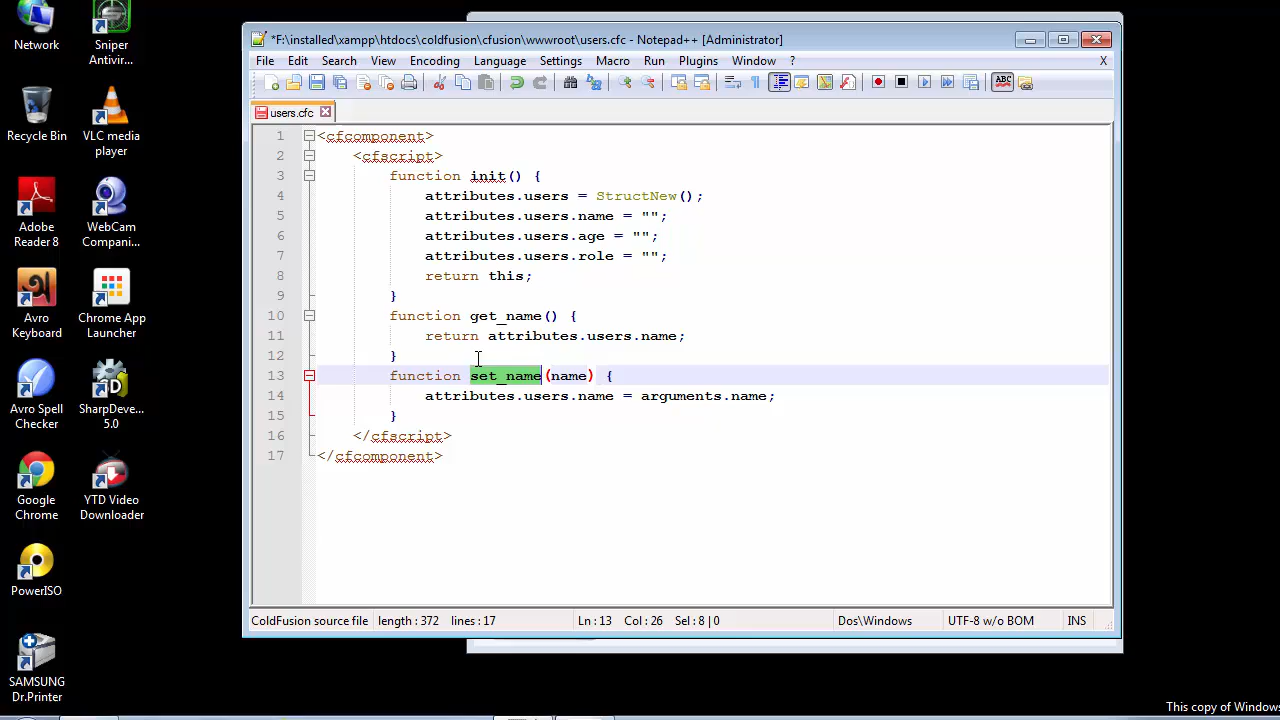 Network
Sniper
Antivir...
Recycle Bin
VLC media
player
Adobe
Reader 8
WebCam
Companion...
Avro
Keyboard
Chrome App
Launcher
Avro Spell
Checker
SharpDeve...
5.0
Google
Chrome
YTD Video
Downloader
PowerISO
SAMSUNG
Dr.Printer
*F:\installed\xampp\htdocs\coldfusion\cfusion\wwwroot\users.cfc - Notepad++ [Administrator]
File Edit Search View Encoding Language Settings Macro Run Plugins Window ? X
ABC
users.cfc
1 <cfcomponent>
2 <cfscript>
3 function init() {
4 attributes.users = StructNew();
5 attributes.users.name = "";
6 attributes.users.age = "";
7 attributes.users.role = "";
8 return this;
9 }
10 function get_name() {
11 return attributes.users.name;
12 }
13 function set_name(name) {
14 attributes.users.name = arguments.name;
15 }
16 </cfscript>
17 </cfcomponent>
ColdFusion source file length : 372 lines : 17 Ln : 13 Col : 26 Sel : 8 | 0 Dos\Windows UTF-8 w/o BOM INS
This copy of Windows